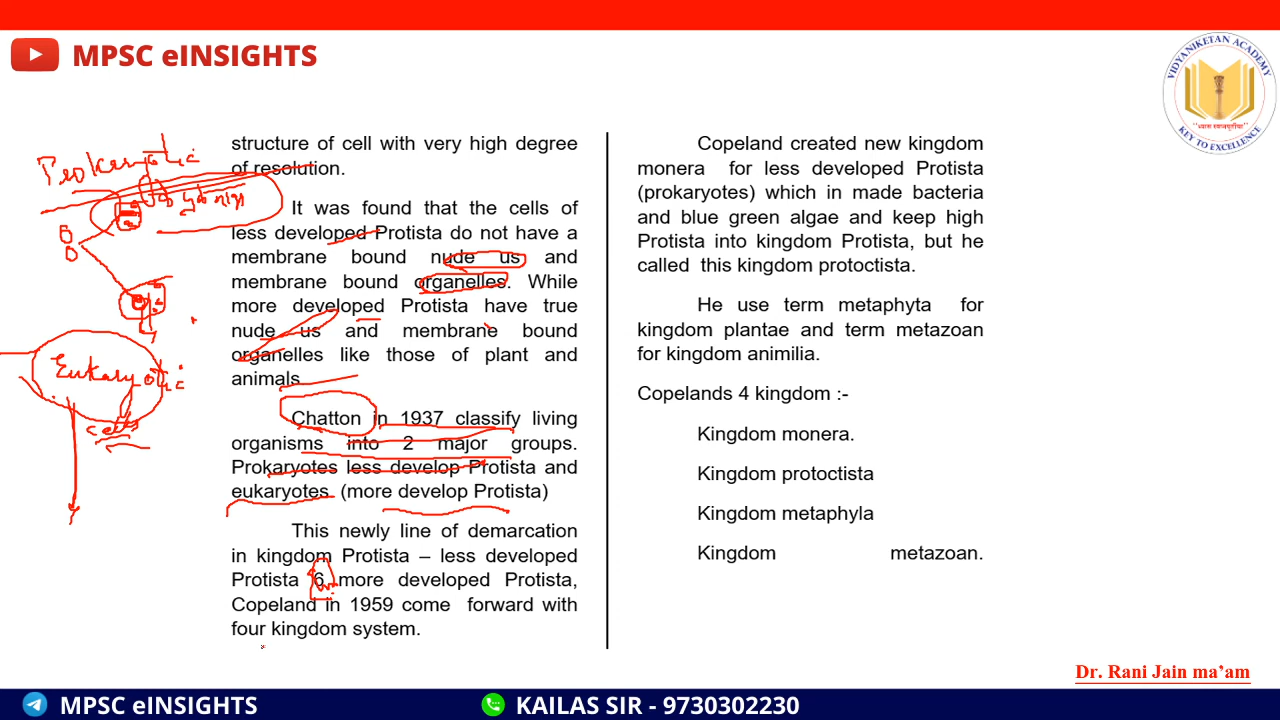 MPSC eINSIGHTS
VIDYANIKETAN ACADEMY
KEY TO EXCELLENCE
structure of cell with very high degree
of resolution.
It was found that the cells of
less developed Protista do not have a
membrane bound nude us and
membrane bound organelles. While
more developed Protista have true
nude us and membrane bound
organelles like those of plant and
animals
Chatton in 1937 classify living
organisms into 2 major groups.
Prokaryotes less develop Protista and
eukaryotes (more develop Protista)
This newly line of demarcation
in kingdom Protista – less developed
Protista 6 more developed Protista,
Copeland in 1959 come forward with
four kingdom system.
Prokaryotic
Eukaryotic
cells
Copeland created new kingdom
monera for less developed Protista
(prokaryotes) which in made bacteria
and blue green algae and keep high
Protista into kingdom Protista, but he
called this kingdom protoctista.
He use term metaphyta for
kingdom plantae and term metazoan
for kingdom animilia.
Copelands 4 kingdom :-
Kingdom monera.
Kingdom protoctista
Kingdom metaphyla
Kingdom metazoan.
Dr. Rani Jain ma'am
MPSC eINSIGHTS
KAILAS SIR - 9730302230